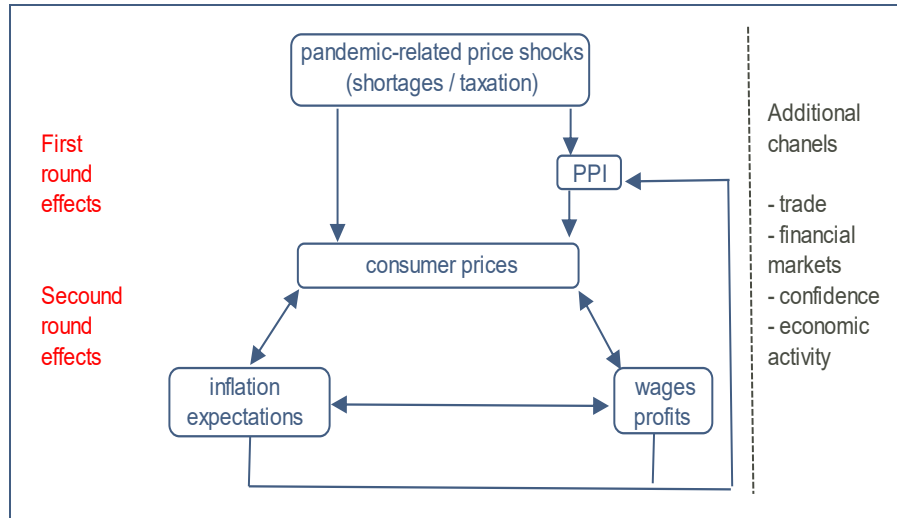 pandemic-related price shocks
(shortages / taxation)
First
round
effects
PPI
consumer prices
Secound
round
effects
inflation
expectations
wages
profits
Additional
chanels
- trade
- financial
markets
- confidence
- economic
activity